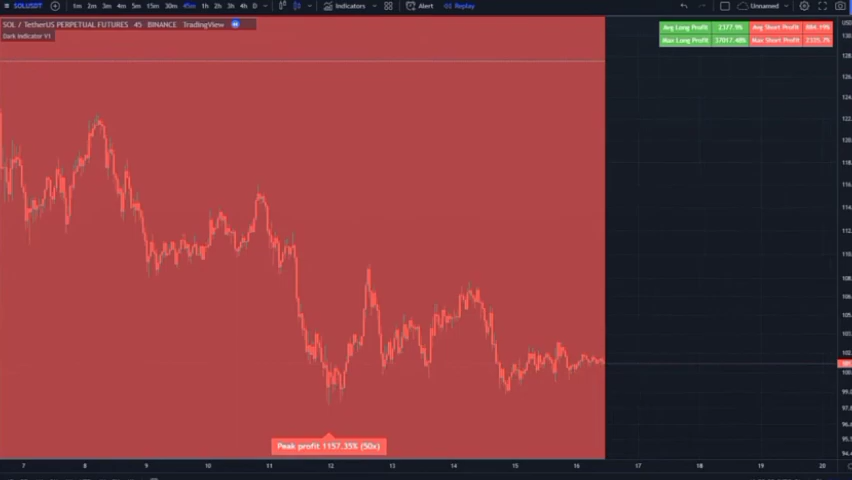 SOLUSDT 1m 2m 3m 4m 5m 15m 30m 45m 1h 2h 3h 4h D Indicators Alert Replay Unnamed
SOL / TetherUS PERPETUAL FUTURES · 45 · BINANCE · TradingView
Dark Indicator V1
Avg Long Profit 2377.9% Avg Short Profit 884.19%
Max Long Profit 37017.48% Max Short Profit 2335.7%
Peak profit 1157.35% (50x)
7 8 9 10 11 12 13 14 15 16 17 18 19 20